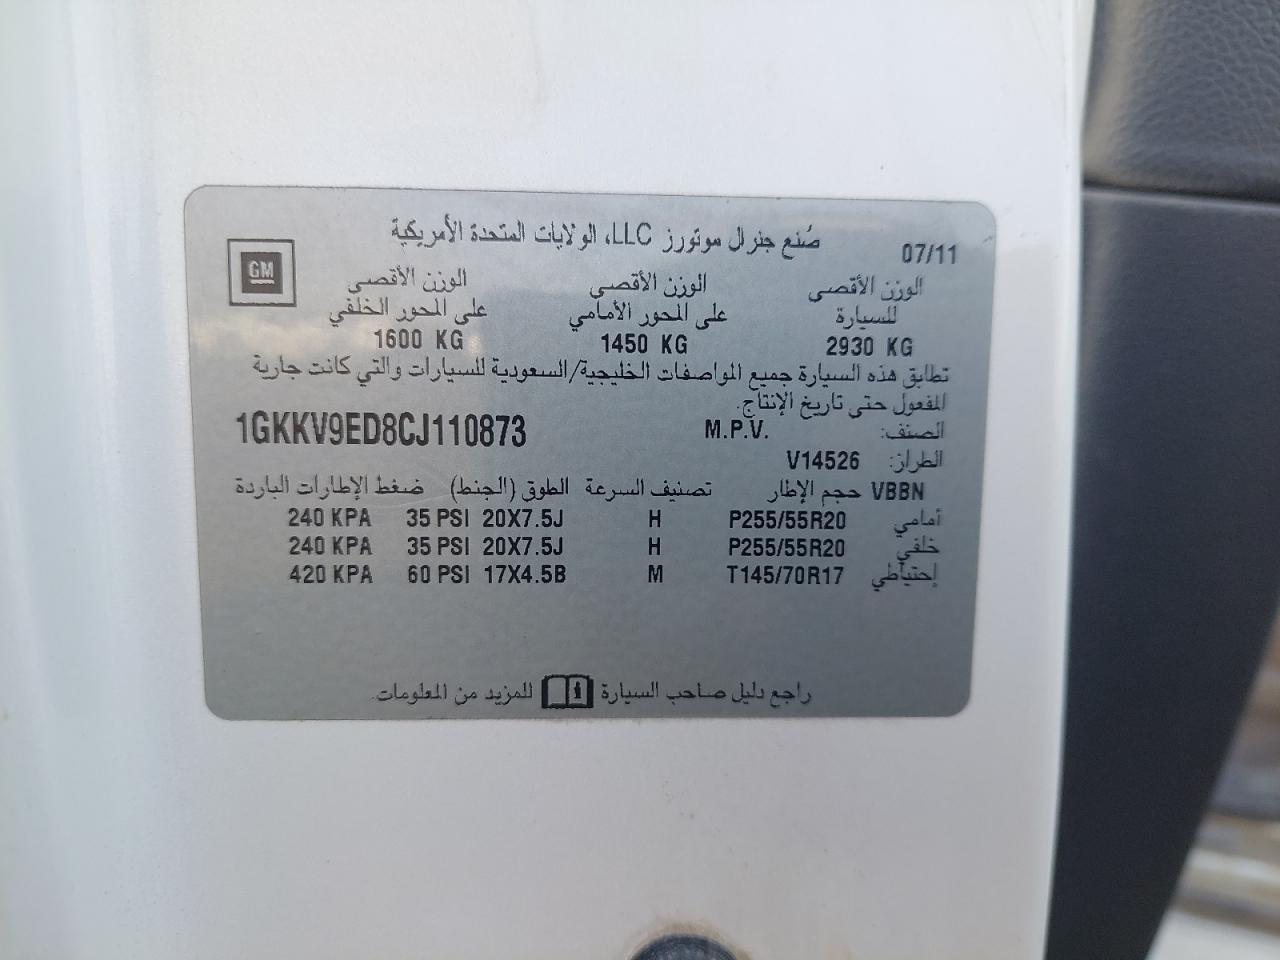 صُنع جنرال موتورز LLC، الولايات المتحدة الأمريكية
07/11
GM
الوزن الأقصى للسيارة 2930 KG
الوزن الأقصى على المحور الأمامي 1450 KG
الوزن الأقصى على المحور الخلفي 1600 KG
تطابق هذه السيارة جميع المواصفات الخليجية/السعودية للسيارات والتي كانت جارية
المفعول حتى تاريخ الإنتاج.
1GKKV9ED8CJ110873
الصنف: M.P.V.
الطراز: V14526
VBBN حجم الإطار تصنيف السرعة الطوق (الجنط) ضغط الإطارات الباردة
أمامي P255/55R20 H 20X7.5J 35 PSI 240 KPA
خلفي P255/55R20 H 20X7.5J 35 PSI 240 KPA
إحتياطي T145/70R17 M 17X4.5B 60 PSI 420 KPA
راجع دليل صاحب السيارة للمزيد من المعلومات.